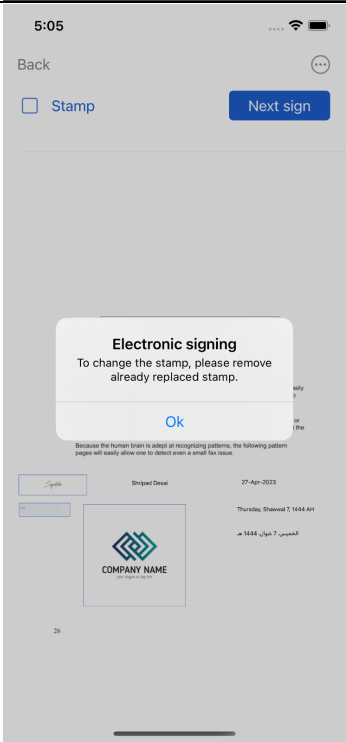 5:05
Back
Stamp
Next sign
Electronic signing
To change the stamp, please remove
already replaced stamp.
Ok
or
the
Because the human brain is adept at recognizing patterns, the following pattern
pages will easily allow one to detect even a small fax issue.
Shripad Desai
27-Apr-2023
Thursday, Shawwal 7, 1444 AH
الخميس، 7 شوال، 1444 هـ
COMPANY NAME
26